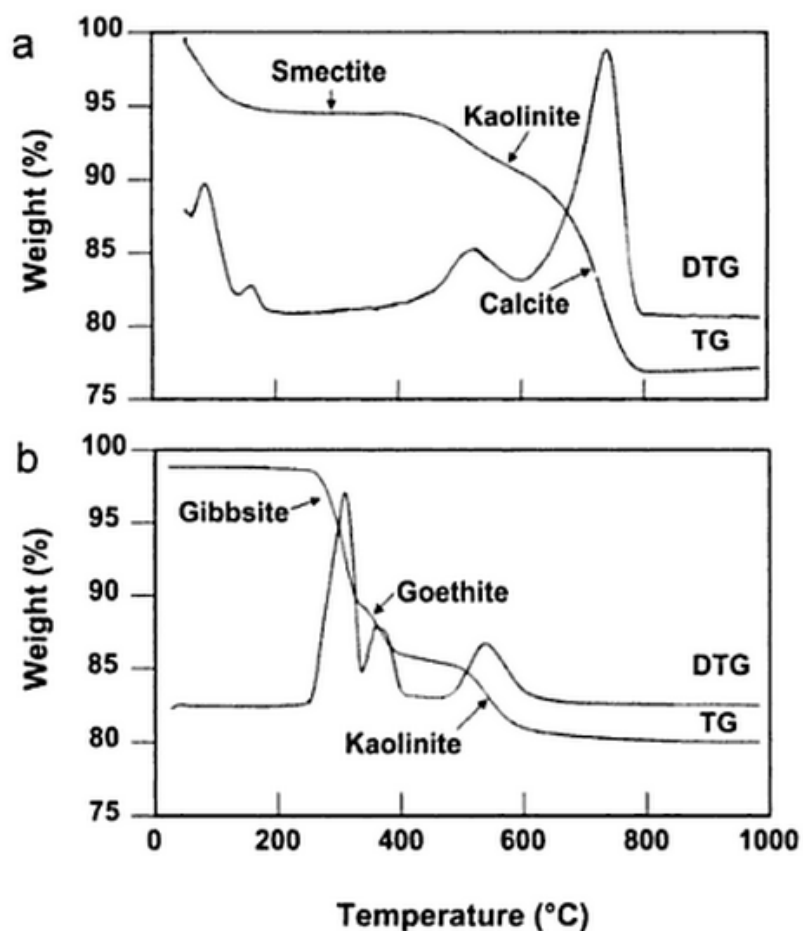 a
Weight (%)
100
95
90
85
80
75
Smectite
Kaolinite
Calcite
DTG
TG
b
Weight (%)
100
95
90
85
80
75
Gibbsite
Goethite
Kaolinite
DTG
TG
0 200 400 600 800 1000
Temperature (°C)